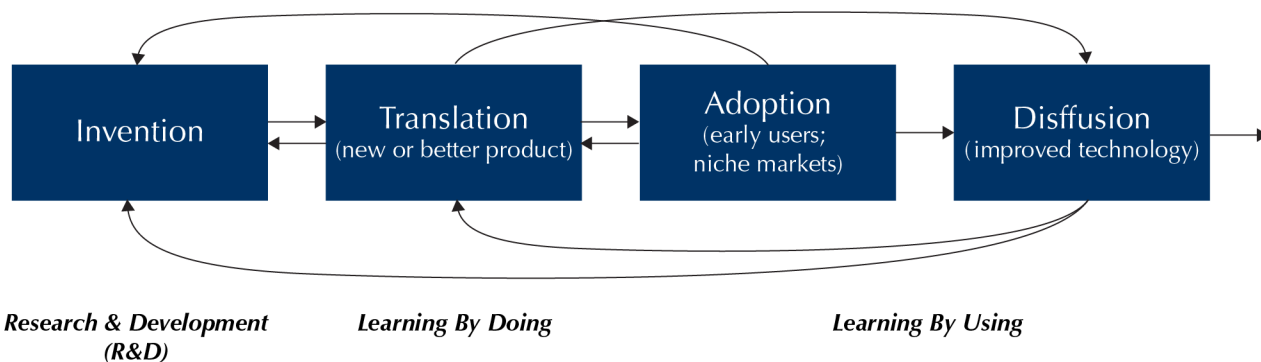 Invention
Translation
(new or better product)
Adoption
(early users;
niche markets)
Disffusion
(improved technology)
Research & Development
(R&D)
Learning By Doing
Learning By Using